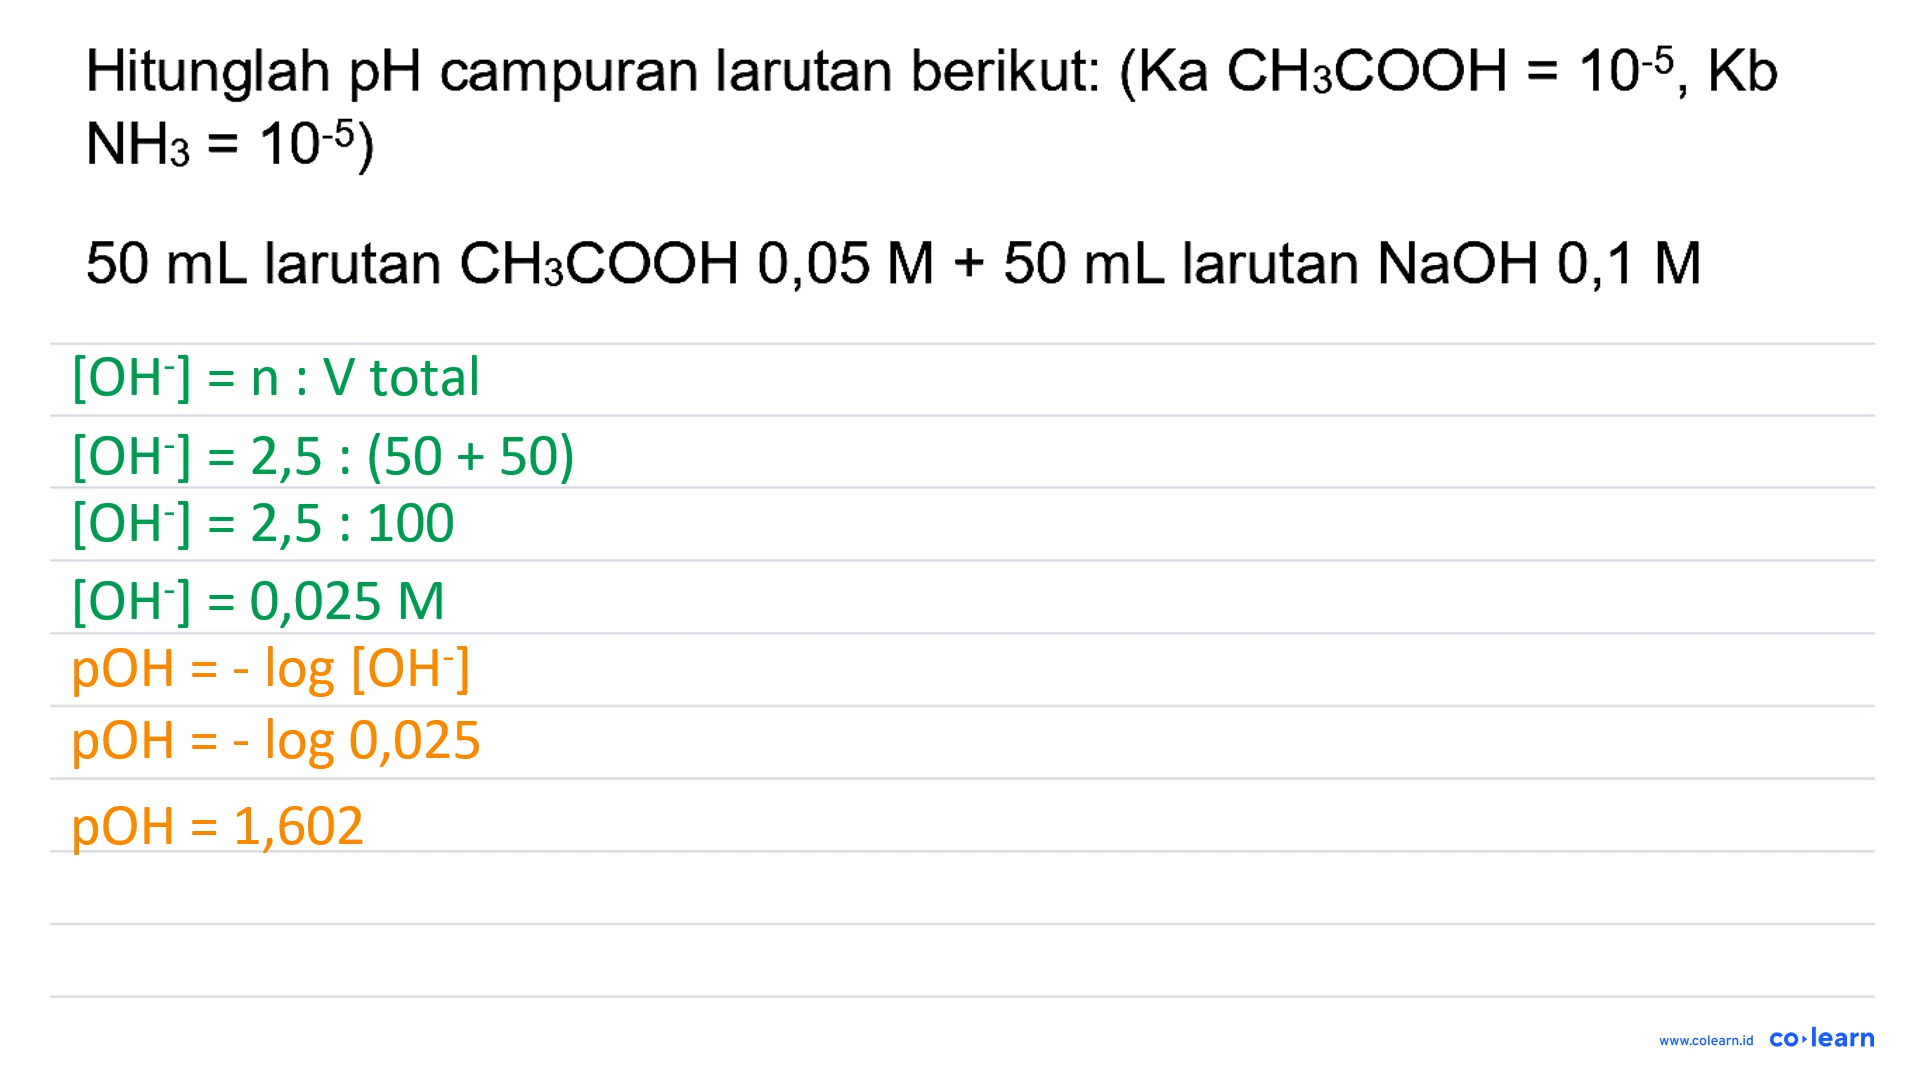 Hitunglah pH campuran larutan berikut: (Ka CH₃COOH = 10⁻⁵, Kb
NH₃ = 10⁻⁵)
50 mL larutan CH₃COOH 0,05 M + 50 mL larutan NaOH 0,1 M
[OH⁻] = n : V total
[OH⁻] = 2,5 : (50 + 50)
[OH⁻] = 2,5 : 100
[OH⁻] = 0,025 M
pOH = - log [OH⁻]
pOH = - log 0,025
pOH = 1,602
www.colearn.id co·learn